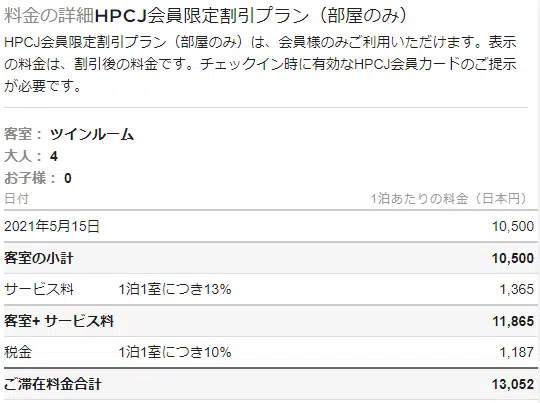 料金の詳細HPCJ会員限定割引プラン（部屋のみ）
HPCJ会員限定割引プラン（部屋のみ）は、会員様のみご利用いただけます。表示
の料金は、割引後の料金です。チェックイン時に有効なHPCJ会員カードのご提示
が必要です。
客室： ツインルーム
大人： 4
お子様： 0
日付 1泊あたりの料金（日本円）
2021年5月15日 10,500
客室の小計 10,500
サービス料 1泊1室につき13% 1,365
客室+ サービス料 11,865
税金 1泊1室につき10% 1,187
ご滞在料金合計 13,052